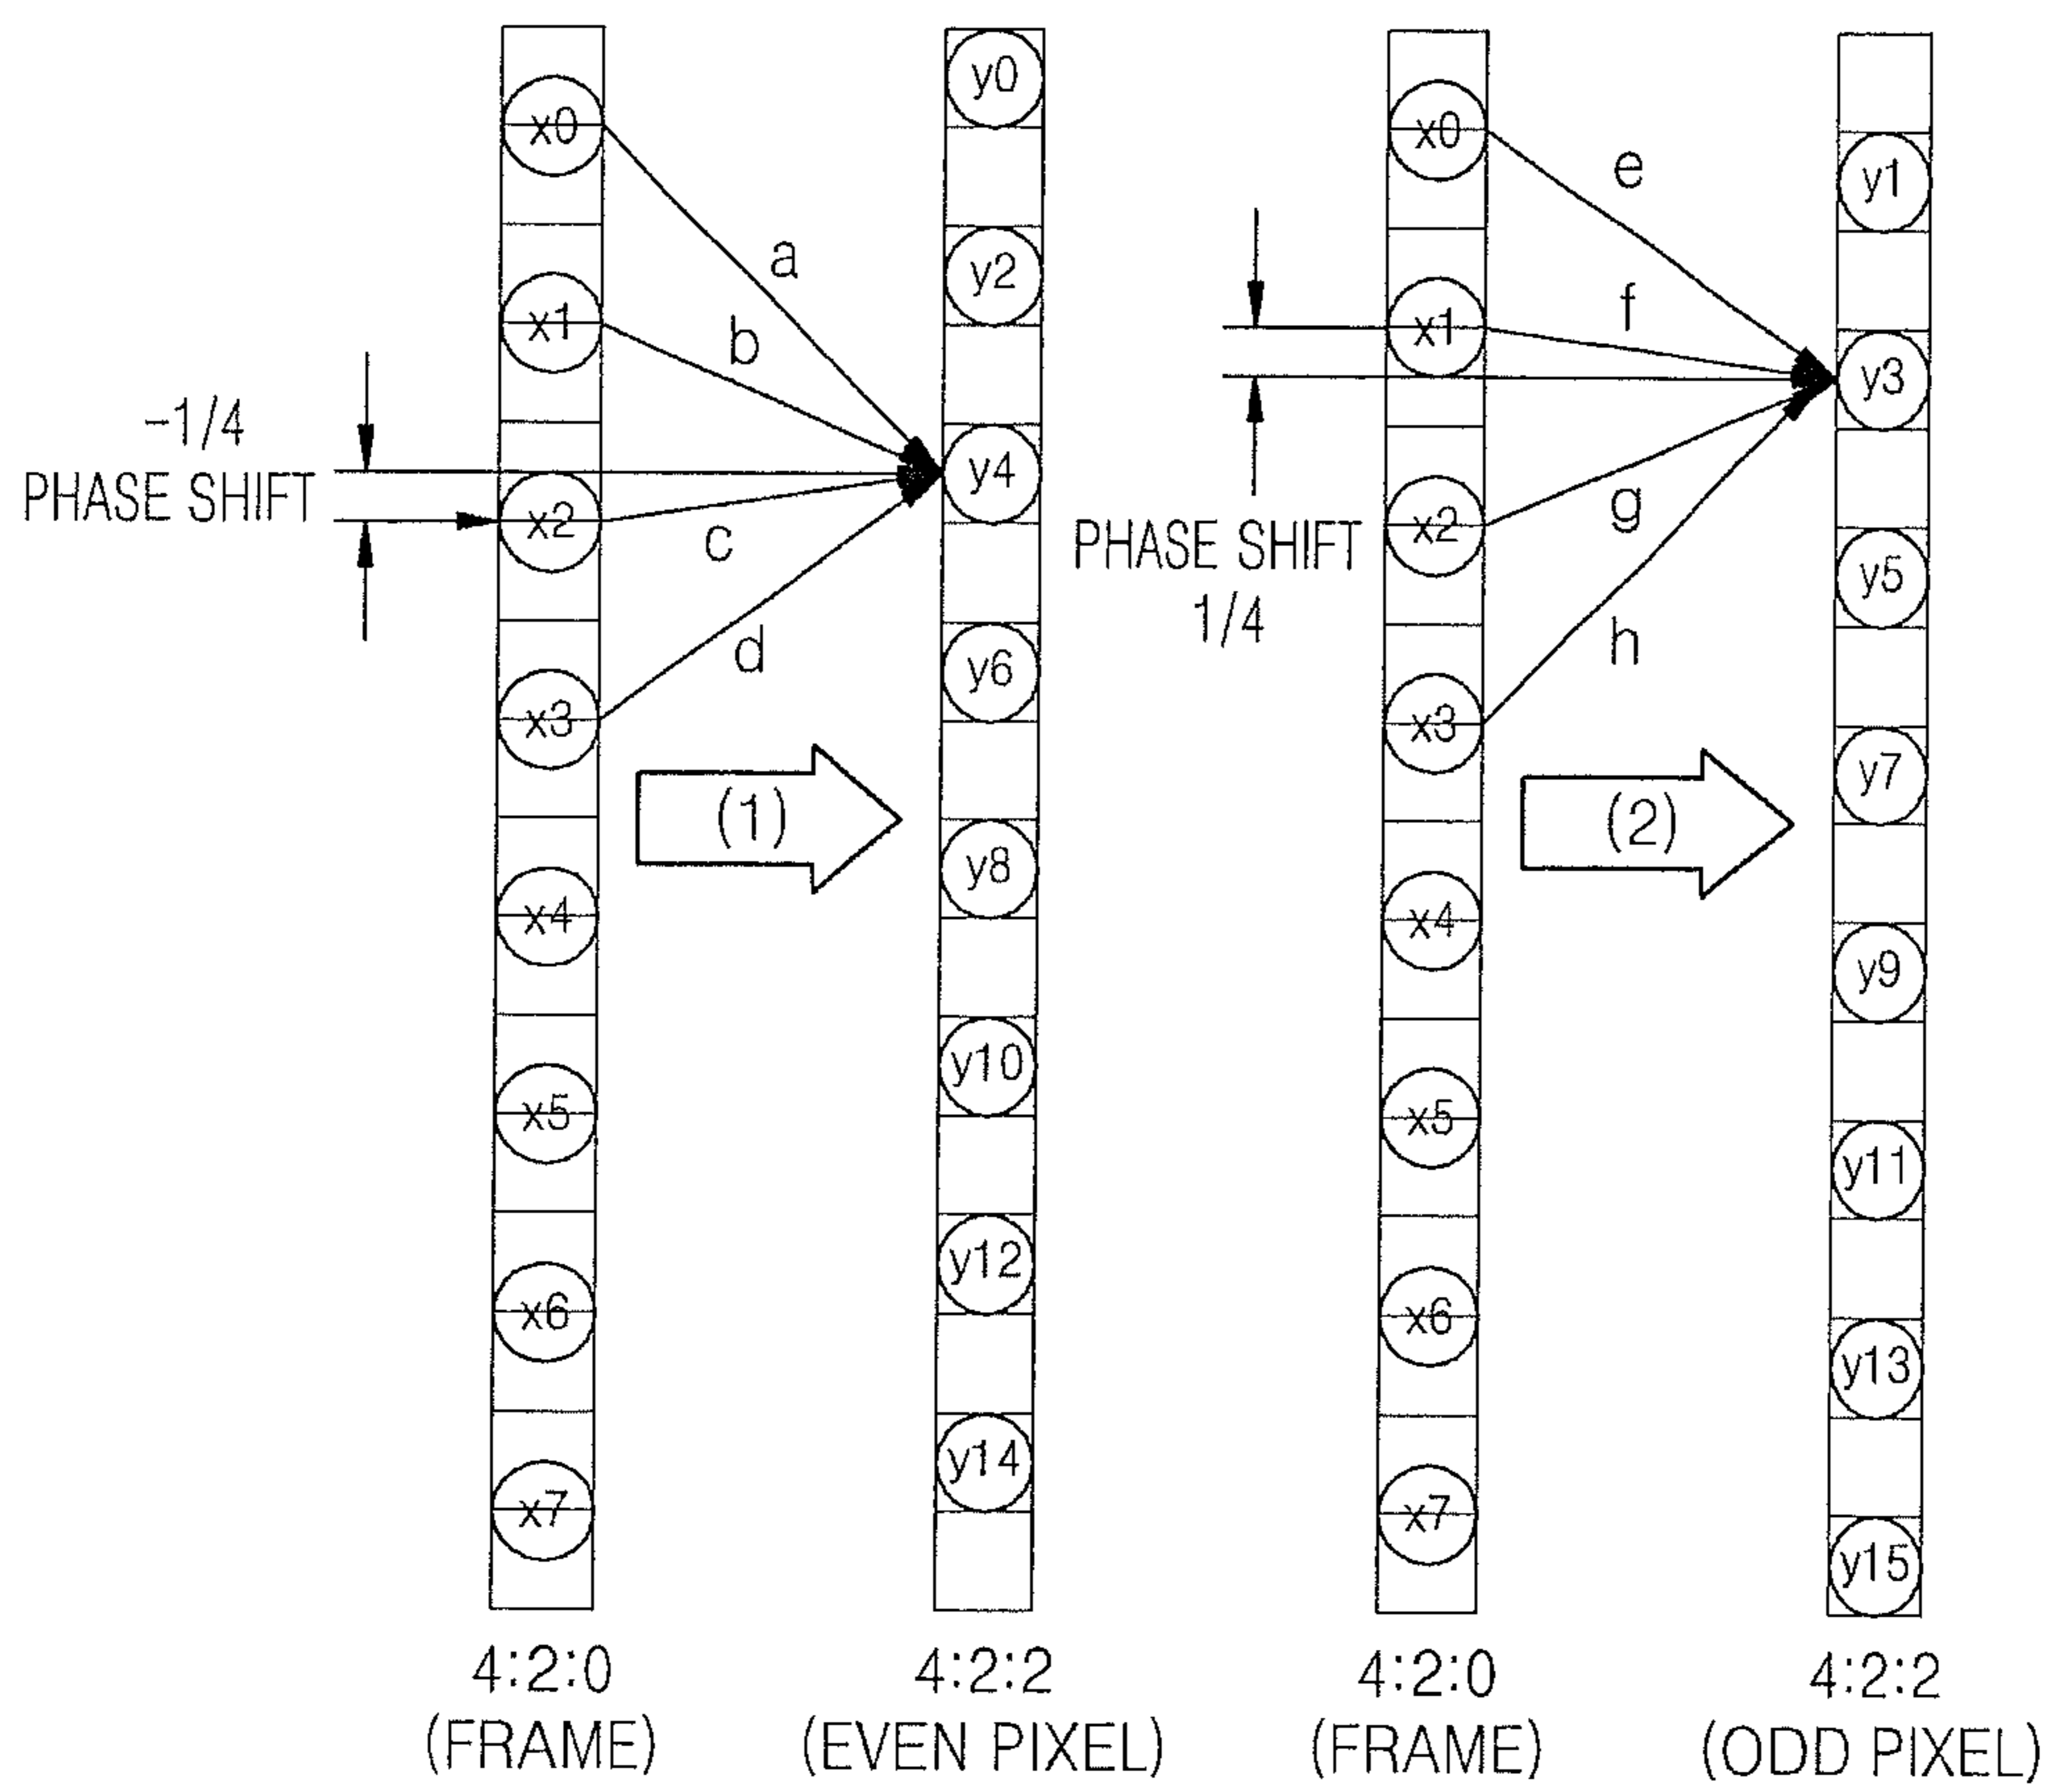 x0
x1
x2
x3
x4
x5
x6
x7
a
b
c
d
-1/4
PHASE SHIFT
(1)
4:2:0
(FRAME)
y0
y2
y4
y6
y8
y10
y12
y14
4:2:2
(EVEN PIXEL)
x0
x1
x2
x3
x4
x5
x6
x7
e
f
g
h
PHASE SHIFT
1/4
(2)
4:2:0
(FRAME)
y1
y3
y5
y7
y9
y11
y13
y15
4:2:2
(ODD PIXEL)